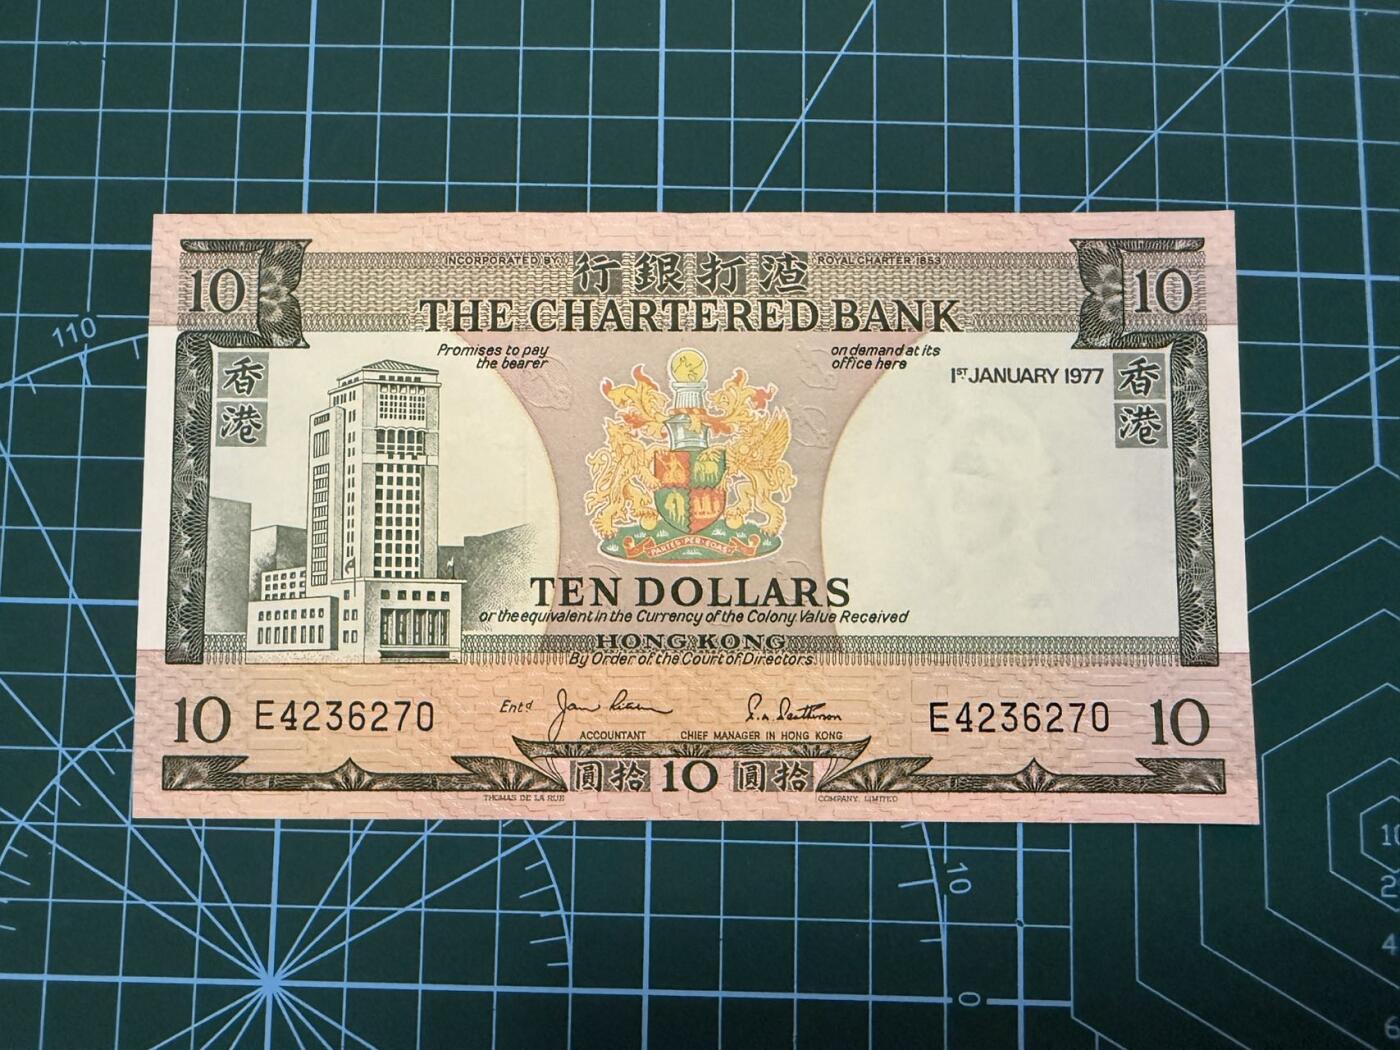 INCORPORATED BY 行銀打渣 ROYAL CHARTER 1853
10 THE CHARTERED BANK 10
Promises to pay
the bearer
on demand at its
office here
1ST JANUARY 1977
香港
香港
PARTES PER EOAS
TEN DOLLARS
or the equivalent in the Currency of the Colony Value Received
HONG KONG
By Order of the Court of Directors
10 E4236270 Entd E4236270 10
ACCOUNTANT CHIEF MANAGER IN HONG KONG
圓拾 10 圓拾
THOMAS DE LA RUE COMPANY, LIMITED
110
10
0